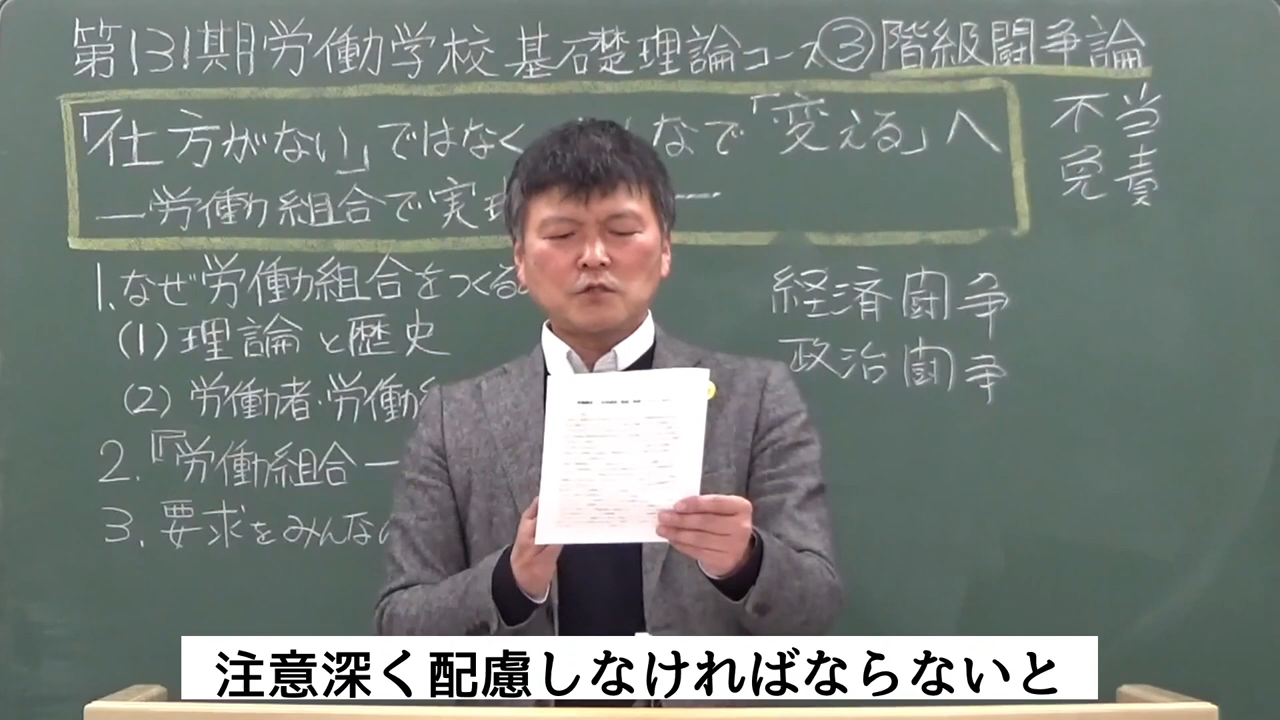 第131期労働学校基礎理論コース③階級闘争論
「仕方がない」ではなく なで「変える」へ
—労働組合で実現—
不当
免責
1.なぜ労働組合をつくる
(1)理論と歴史
(2)労働者・労働
2.『労働組合一
3.要求をみんなの
経済闘争
政治闘争
注意深く配慮しなければならないと